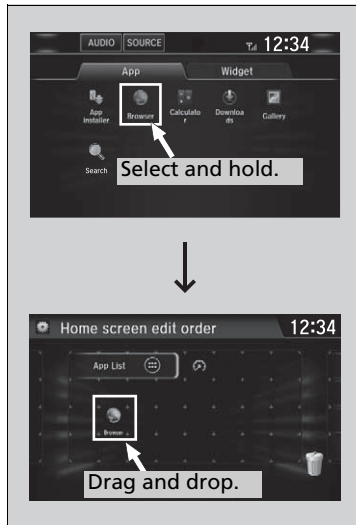 AUDIO SOURCE 12:34
App Widget
App Installer Browser Calculato r Downloa ds Gallery
Search
Select and hold.
Home screen edit order 12:34
App List
Browser
Drag and drop.